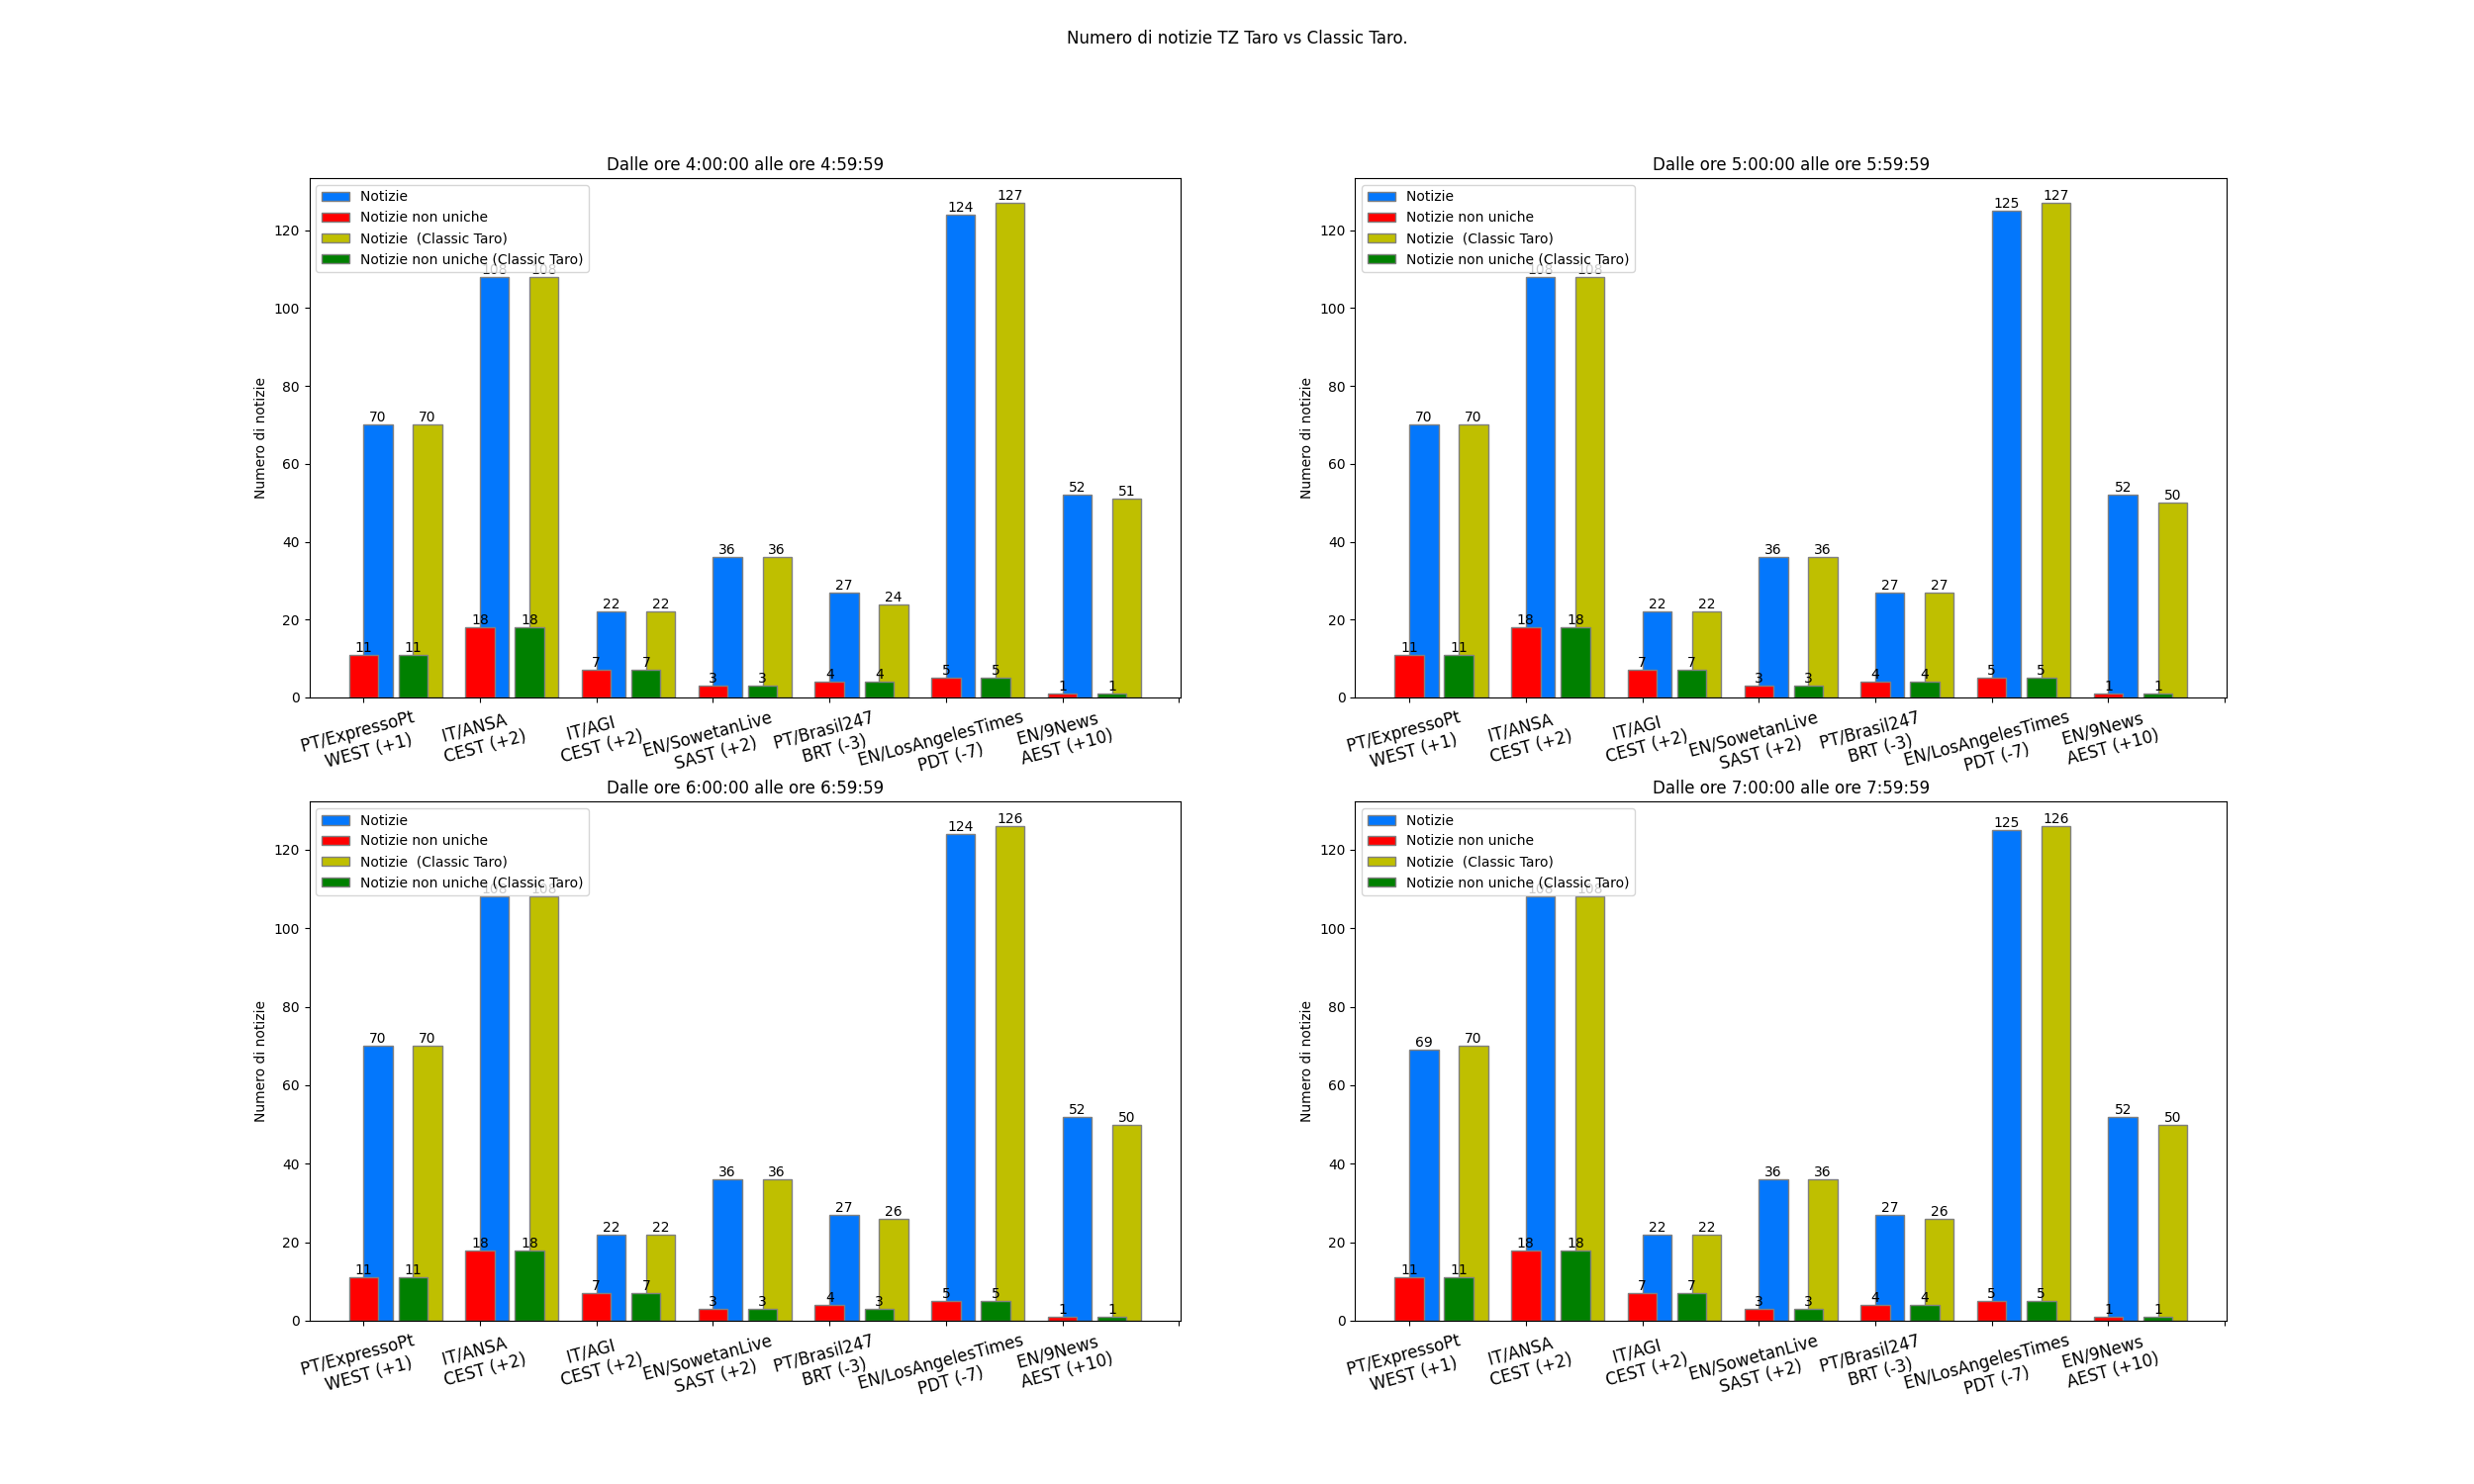 Numero di notizie TZ Taro vs Classic Taro.
Dalle ore 4:00:00 alle ore 4:59:59
Notizie
Notizie non uniche
Notizie  (Classic Taro)
Notizie non uniche (Classic Taro)
Numero di notizie
0
20
40
60
80
100
120
70 70 108 108 22 22 36 36 27 24 124 127 52 51
11 11 18 18 7 7 3 3 4 4 5 5 1 1
PT/ExpressoPt
WEST (+1)
IT/ANSA
CEST (+2)
IT/AGI
CEST (+2)
EN/SowetanLive
SAST (+2)
PT/Brasil247
BRT (-3)
EN/LosAngelesTimes
PDT (-7)
EN/9News
AEST (+10)
Dalle ore 5:00:00 alle ore 5:59:59
Notizie
Notizie non uniche
Notizie  (Classic Taro)
Notizie non uniche (Classic Taro)
Numero di notizie
0
20
40
60
80
100
120
70 70 108 108 22 22 36 36 27 27 125 127 52 50
11 11 18 18 7 7 3 3 4 4 5 5 1 1
PT/ExpressoPt
WEST (+1)
IT/ANSA
CEST (+2)
IT/AGI
CEST (+2)
EN/SowetanLive
SAST (+2)
PT/Brasil247
BRT (-3)
EN/LosAngelesTimes
PDT (-7)
EN/9News
AEST (+10)
Dalle ore 6:00:00 alle ore 6:59:59
Notizie
Notizie non uniche
Notizie  (Classic Taro)
Notizie non uniche (Classic Taro)
Numero di notizie
0
20
40
60
80
100
120
70 70 108 108 22 22 36 36 27 26 124 126 52 50
11 11 18 18 7 7 3 3 4 3 5 5 1 1
PT/ExpressoPt
WEST (+1)
IT/ANSA
CEST (+2)
IT/AGI
CEST (+2)
EN/SowetanLive
SAST (+2)
PT/Brasil247
BRT (-3)
EN/LosAngelesTimes
PDT (-7)
EN/9News
AEST (+10)
Dalle ore 7:00:00 alle ore 7:59:59
Notizie
Notizie non uniche
Notizie  (Classic Taro)
Notizie non uniche (Classic Taro)
Numero di notizie
0
20
40
60
80
100
120
69 70 108 108 22 22 36 36 27 26 125 126 52 50
11 11 18 18 7 7 3 3 4 4 5 5 1 1
PT/ExpressoPt
WEST (+1)
IT/ANSA
CEST (+2)
IT/AGI
CEST (+2)
EN/SowetanLive
SAST (+2)
PT/Brasil247
BRT (-3)
EN/LosAngelesTimes
PDT (-7)
EN/9News
AEST (+10)